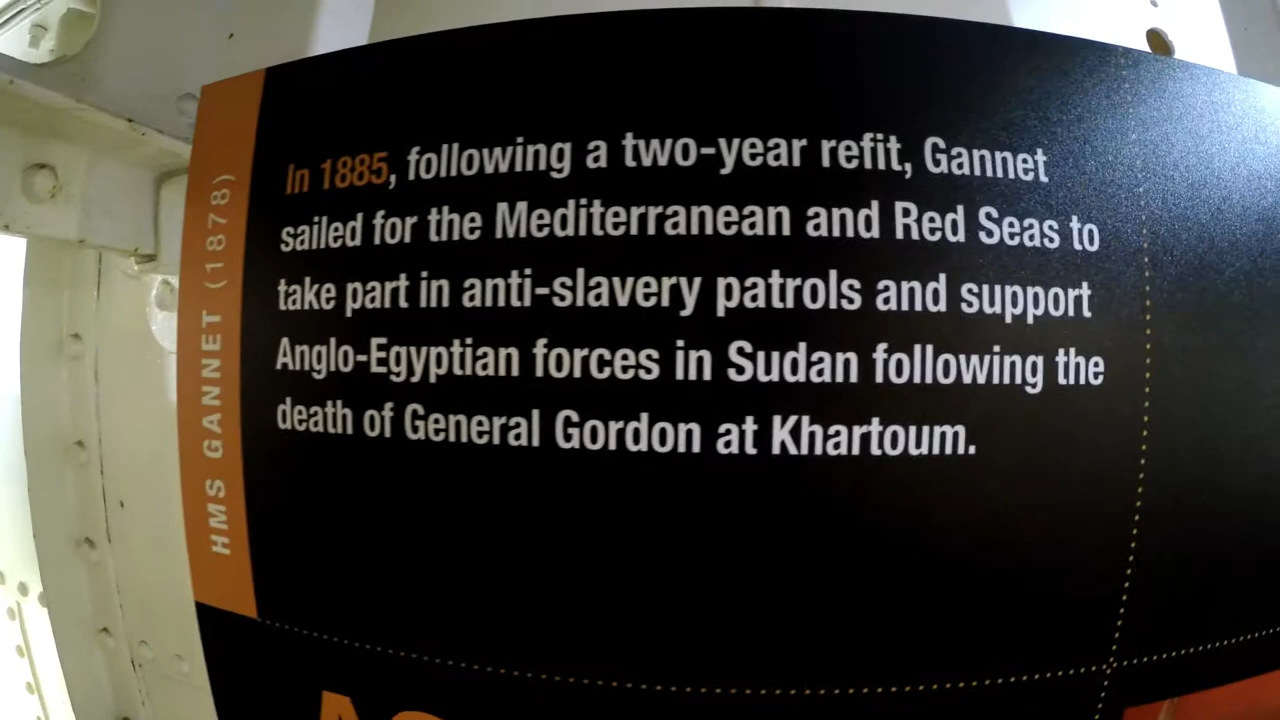 HMS GANNET (1878)
In 1885, following a two-year refit, Gannet
sailed for the Mediterranean and Red Seas to
take part in anti-slavery patrols and support
Anglo-Egyptian forces in Sudan following the
death of General Gordon at Khartoum.